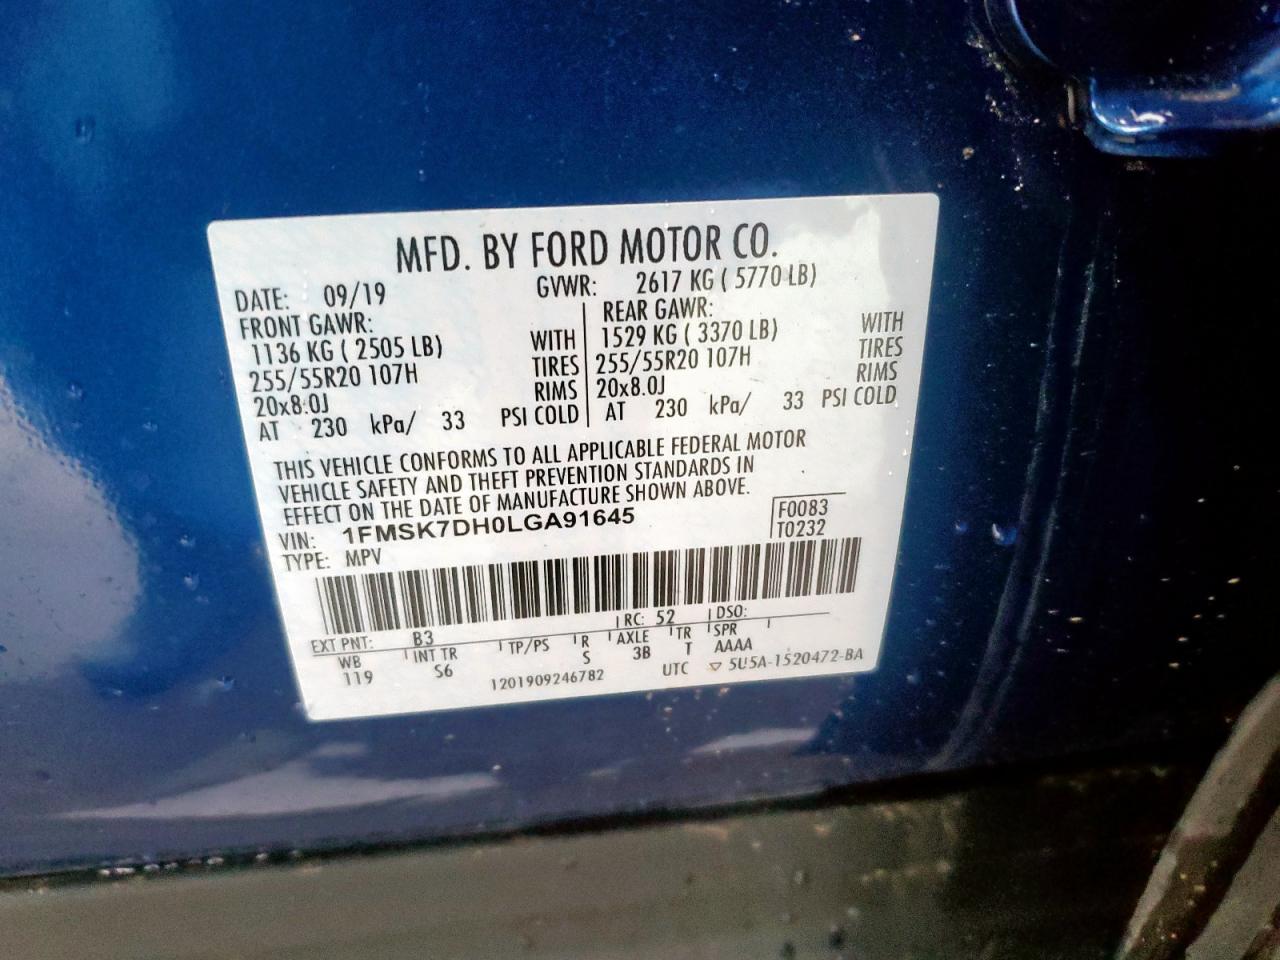 MFD. BY FORD MOTOR CO.
DATE: 09/19 GVWR: 2617 KG ( 5770 LB)
FRONT GAWR: REAR GAWR:
1136 KG ( 2505 LB) WITH 1529 KG ( 3370 LB) WITH
255/55R20 107H TIRES 255/55R20 107H TIRES
20x8.0J RIMS 20x8.0J RIMS
AT 230 kPa/ 33 PSI COLD AT 230 kPa/ 33 PSI COLD
THIS VEHICLE CONFORMS TO ALL APPLICABLE FEDERAL MOTOR
VEHICLE SAFETY AND THEFT PREVENTION STANDARDS IN
EFFECT ON THE DATE OF MANUFACTURE SHOWN ABOVE.
VIN: 1FMSK7DH0LGA91645 F0083
TYPE: MPV T0232
EXT PNT: B3 RC: 52 DSO:
WB INT TR TP/PS R AXLE TR SPR
119 S6 S 3B T AAAA
1201909246782 UTC ▽ 5U5A-1520472-BA